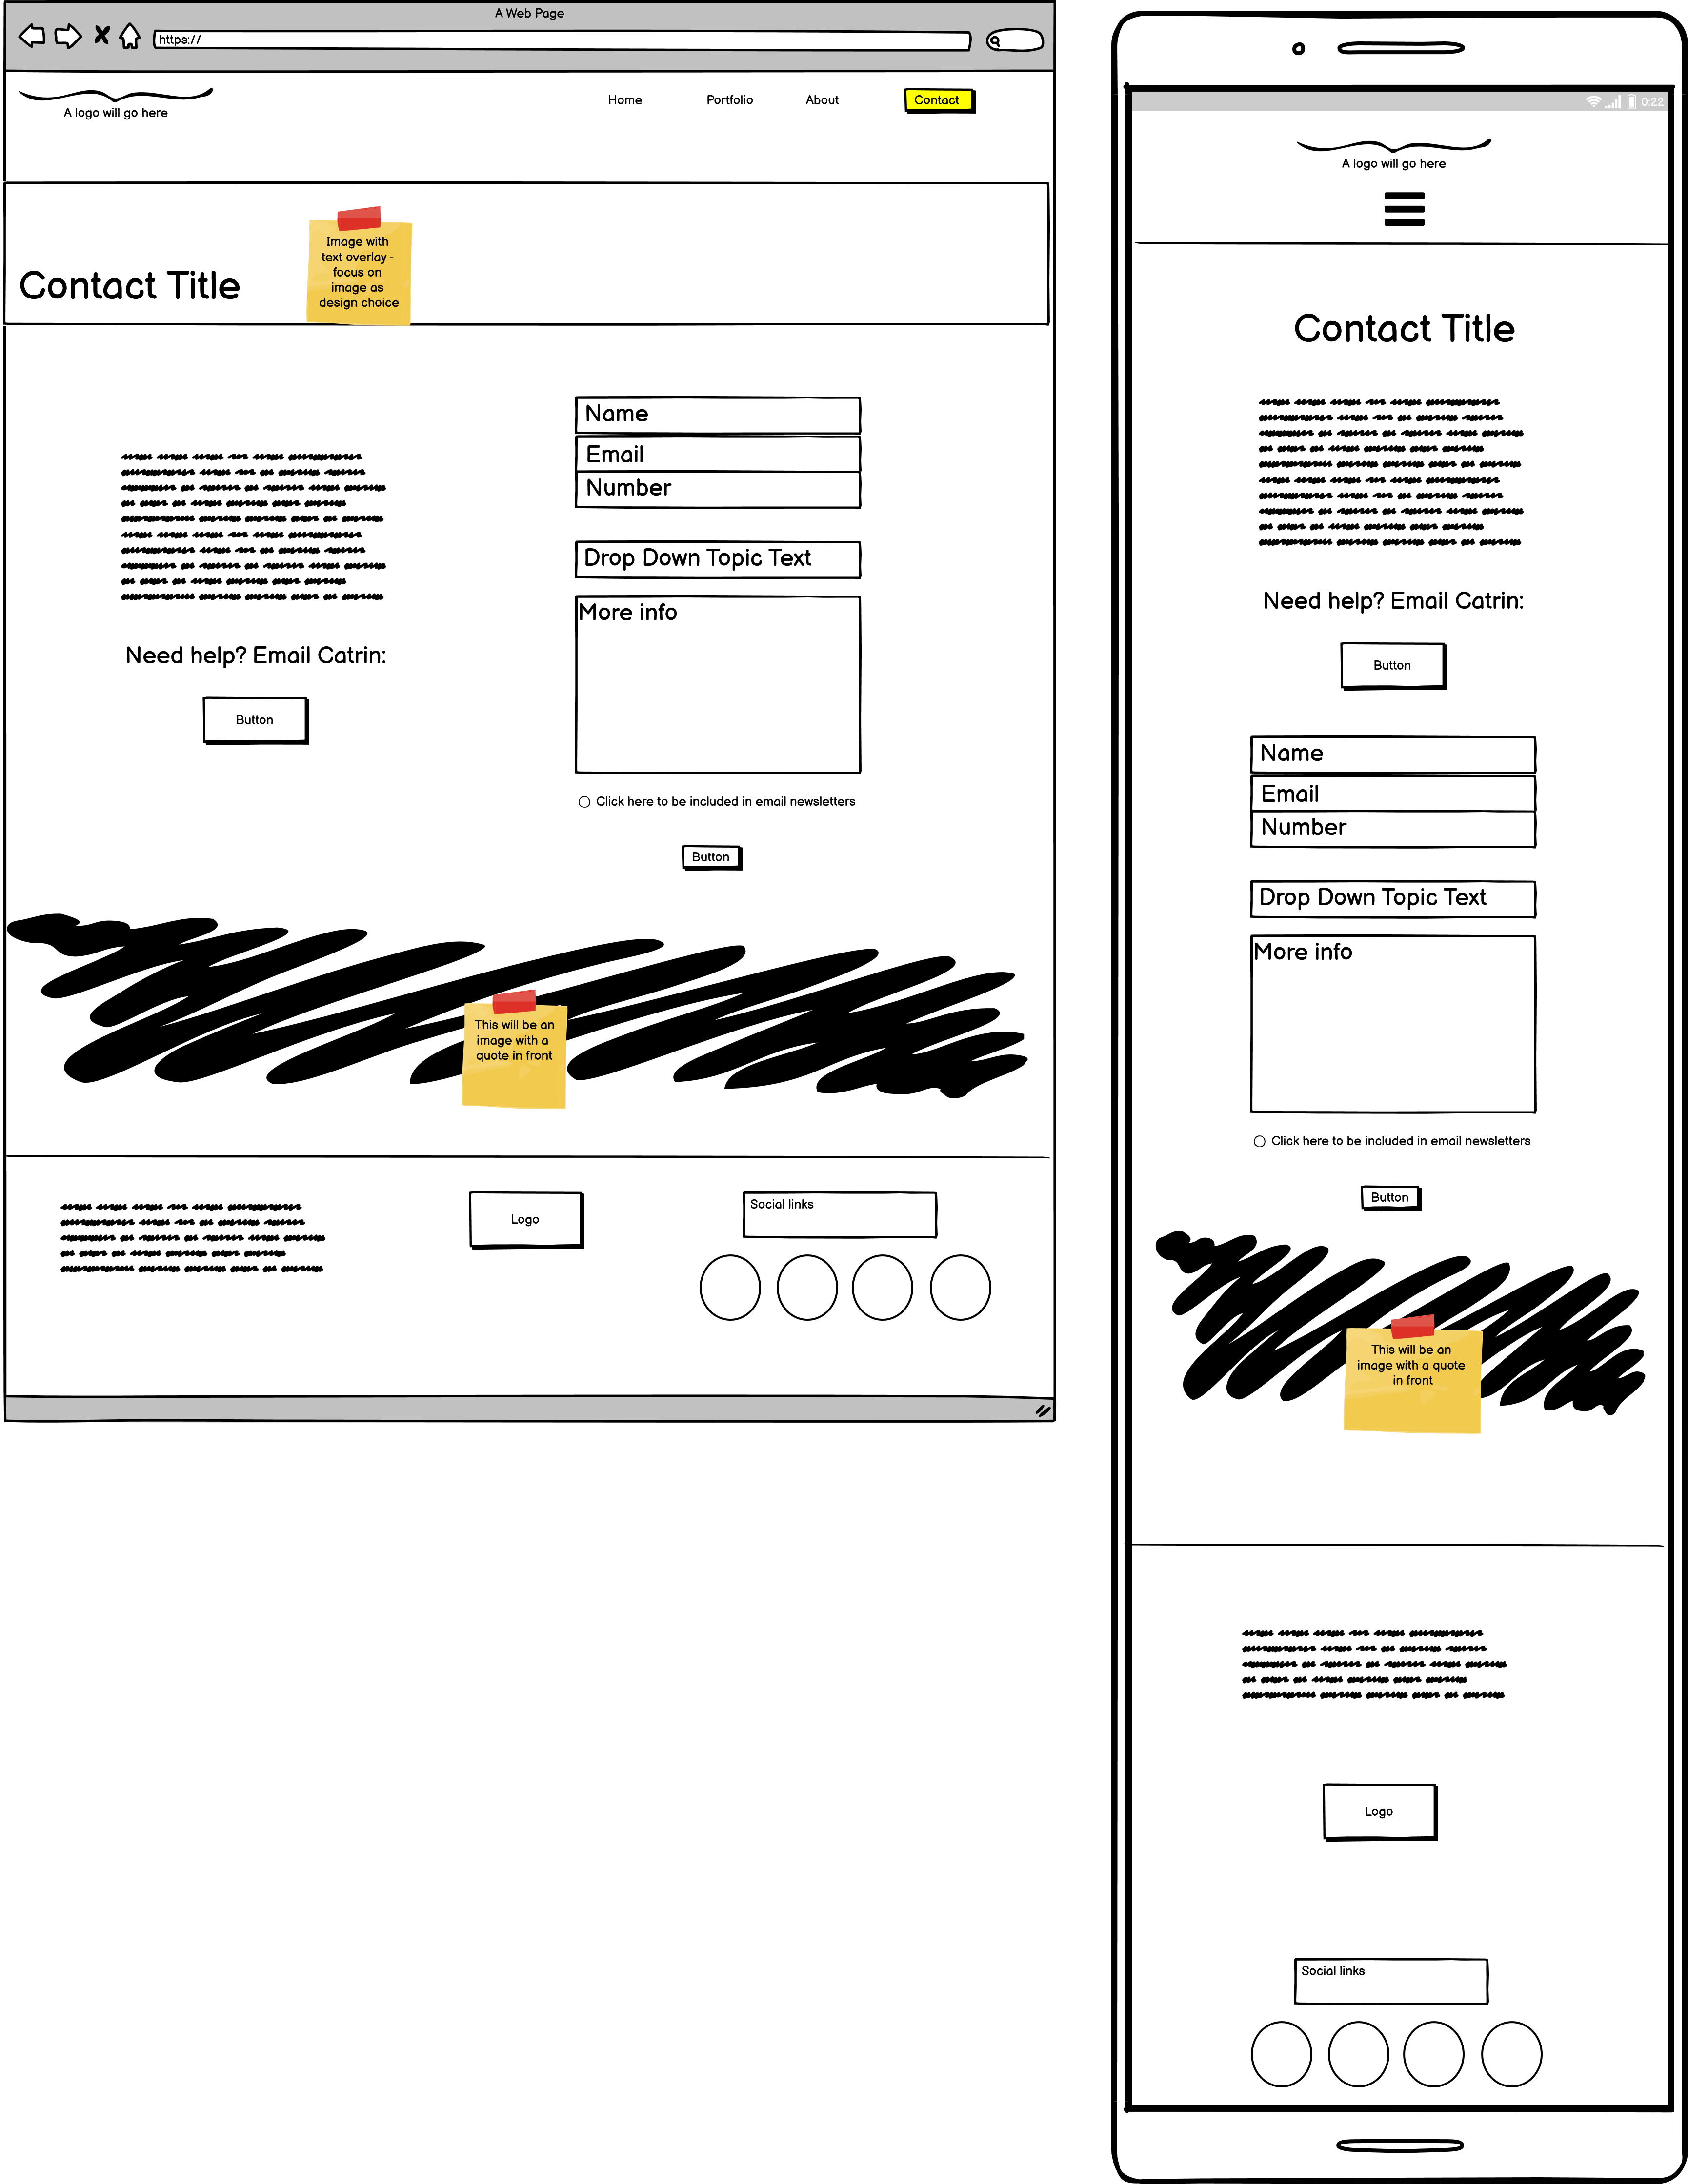 A Web Page
https://
A logo will go here
Home Portfolio About Contact
Contact Title
Image with
text overlay -
focus on
image as
design choice
Need help? Email Catrin:
Button
Name
Email
Number
Drop Down Topic Text
More info
Click here to be included in email newsletters
Button
This will be an
image with a
quote in front
Logo
Social links
0:22
A logo will go here
Contact Title
Need help? Email Catrin:
Button
Name
Email
Number
Drop Down Topic Text
More info
Click here to be included in email newsletters
Button
This will be an
image with a quote
in front
Logo
Social links